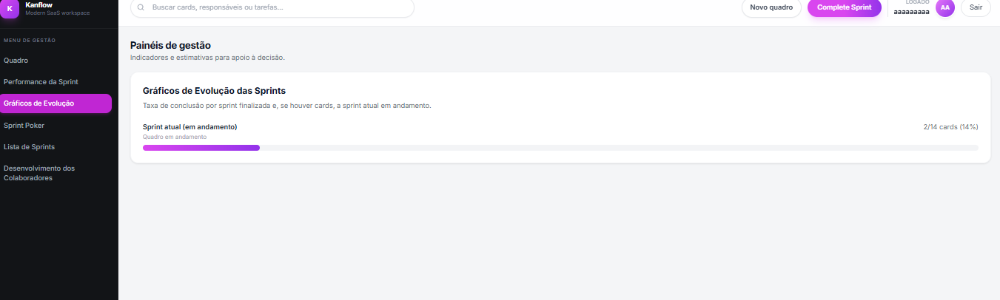 K
Kanflow
Modern SaaS workspace
Buscar cards, responsáveis ou tarefas...
Novo quadro
Complete Sprint
LOGADO
aaaaaaaaa
AA
Sair
MENU DE GESTÃO
Quadro
Performance da Sprint
Gráficos de Evolução
Sprint Poker
Lista de Sprints
Desenvolvimento dos
Colaboradores
Painéis de gestão
Indicadores e estimativas para apoio à decisão.
Gráficos de Evolução das Sprints
Taxa de conclusão por sprint finalizada e, se houver cards, a sprint atual em andamento.
Sprint atual (em andamento)
2/14 cards (14%)
Quadro em andamento